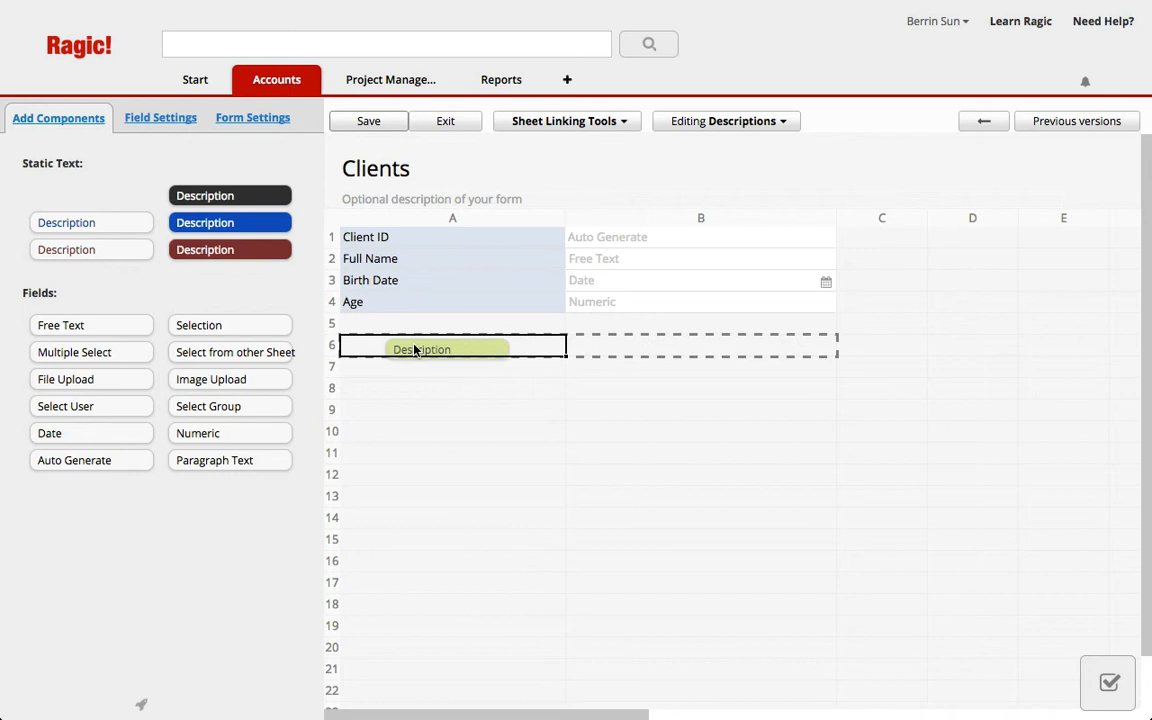 Berrin Sun Learn Ragic Need Help?
Ragic!
Start Accounts Project Manage... Reports
Add Components Field Settings Form Settings
Save Exit Sheet Linking Tools Editing Descriptions Previous versions
Static Text:
Description
Description Description
Description Description
Fields:
Free Text Selection
Multiple Select Select from other Sheet
File Upload Image Upload
Select User Select Group
Date Numeric
Auto Generate Paragraph Text
Clients
Optional description of your form
A B C D E
1 Client ID Auto Generate
2 Full Name Free Text
3 Birth Date Date
4 Age Numeric
5
6 Description
7
8
9
10
11
12
13
14
15
16
17
18
19
20
21
22